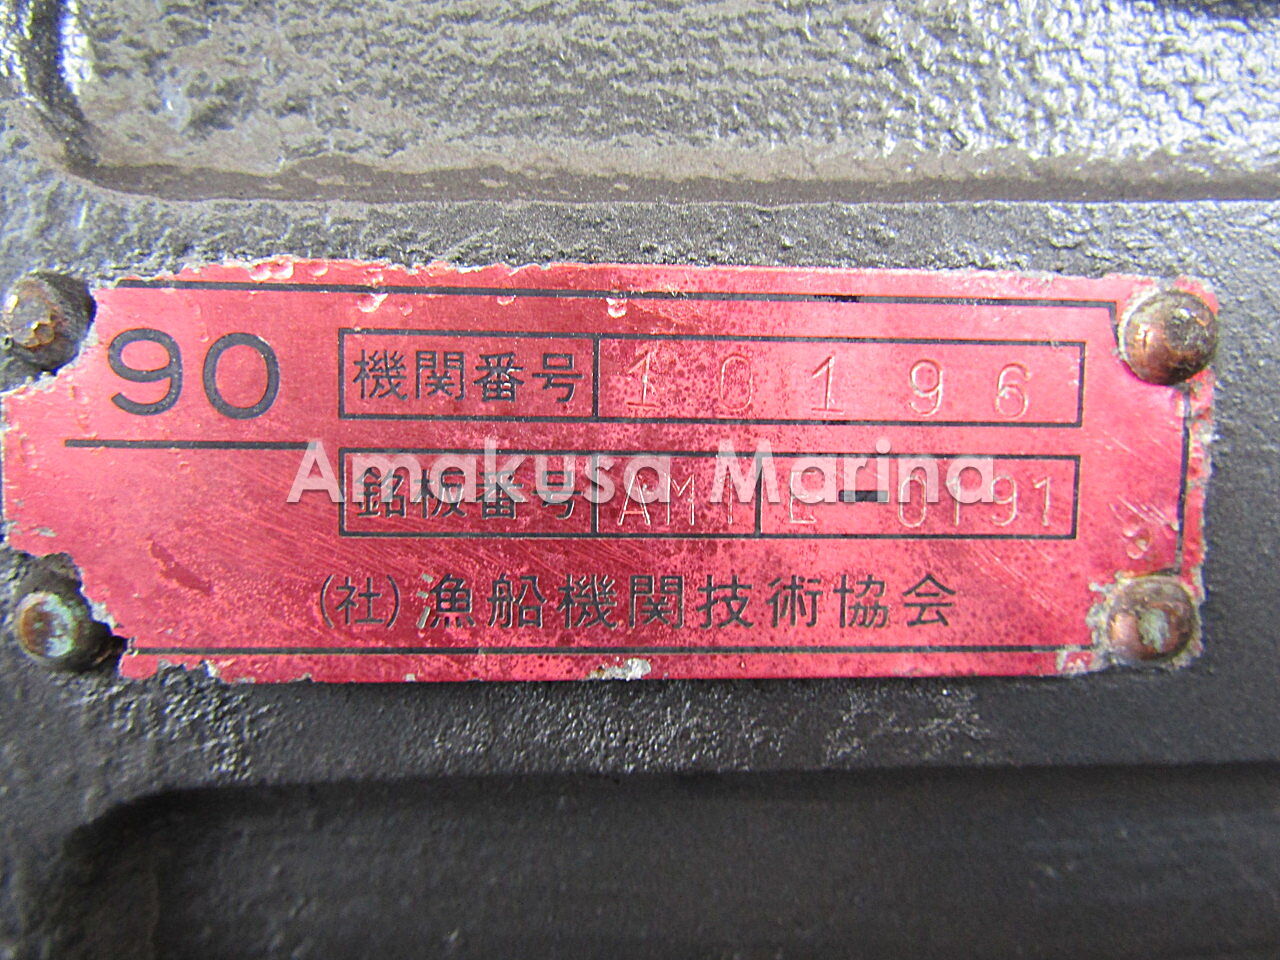 90
機関番号 10196
銘板番号 AM1 E-0191
(社)漁船機関技術協会
Amakusa Marina